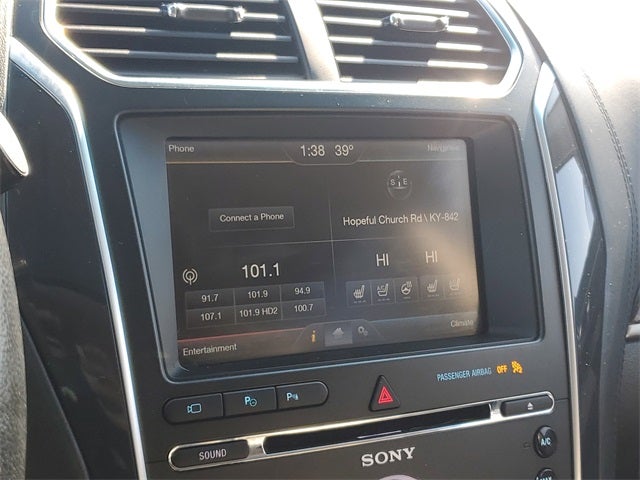 Phone 1:38 39° Navigation
S E
Connect a Phone
Hopeful Church Rd \ KY-842
101.1
HI HI
91.7 101.9 94.9
107.1 101.9 HD2 100.7
A/C
i
Entertainment
Climate
PASSENGER AIRBAG OFF
P P
SOUND
SONY
A/C
MAX